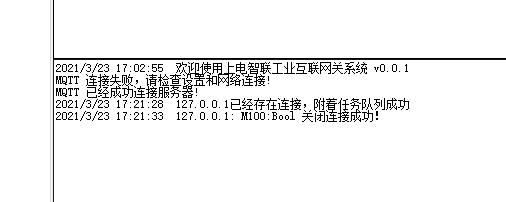 2021/3/23 17:02:55 欢迎使用上电智联工业互联网关系统 v0.0.1
MQTT 连接失败,请检查设置和网络连接!
MQTT 已经成功连接服务器!
2021/3/23 17:21:28 127.0.0.1已经存在连接,附着任务队列成功
2021/3/23 17:21:33 127.0.0.1: M100:Bool 关闭连接成功!